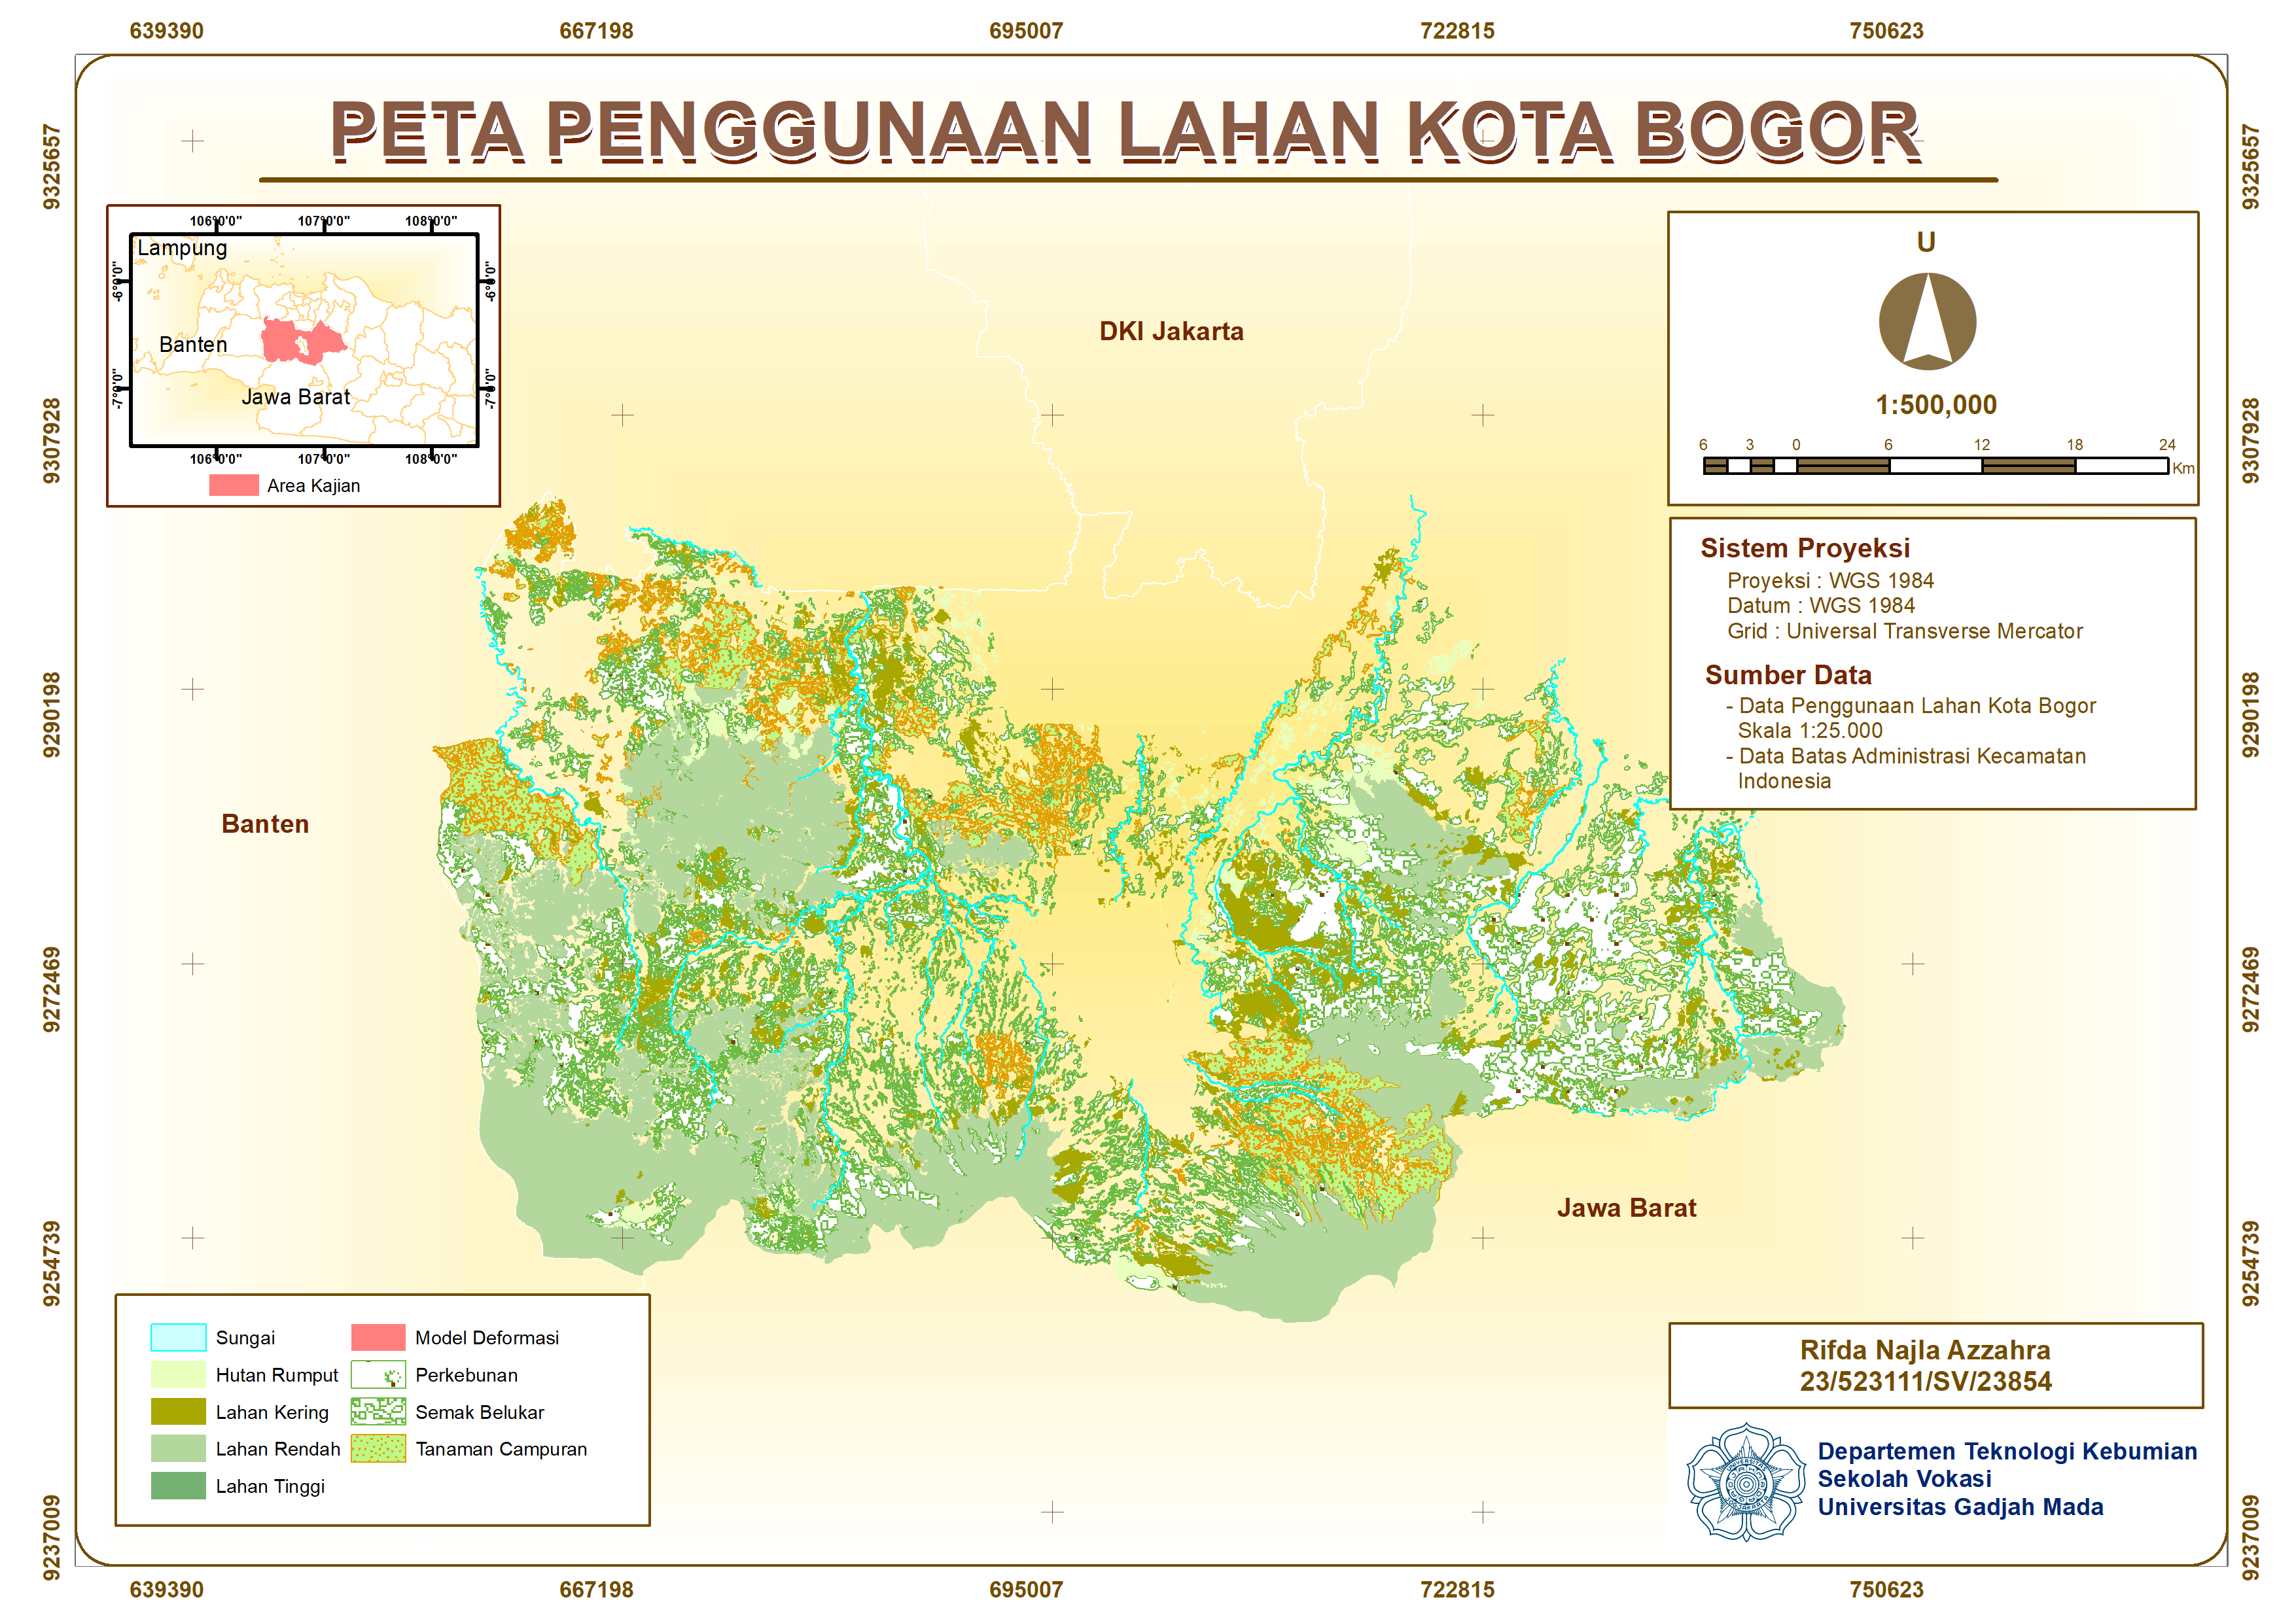 639390 667198 695007 722815 750623
PETA PENGGUNAAN LAHAN KOTA BOGOR
9325657 9325657
9307928 9307928
9290198 9290198
9272469 9272469
9254739 9254739
9237009 9237009
106°0'0" 107°0'0" 108°0'0"
-6°0'0" -6°0'0"
-7°0'0" -7°0'0"
Lampung
Banten
Jawa Barat
106°0'0" 107°0'0" 108°0'0"
Area Kajian
DKI Jakarta
Banten
Jawa Barat
U
1:500,000
6 3 0 6 12 18 24
Km
Sistem Proyeksi
Proyeksi : WGS 1984
Datum : WGS 1984
Grid : Universal Transverse Mercator
Sumber Data
- Data Penggunaan Lahan Kota Bogor
Skala 1:25.000
- Data Batas Administrasi Kecamatan
Indonesia
Sungai
Hutan Rumput
Lahan Kering
Lahan Rendah
Lahan Tinggi
Model Deformasi
Perkebunan
Semak Belukar
Tanaman Campuran
Rifda Najla Azzahra
23/523111/SV/23854
Departemen Teknologi Kebumian
Sekolah Vokasi
Universitas Gadjah Mada
639390 667198 695007 722815 750623